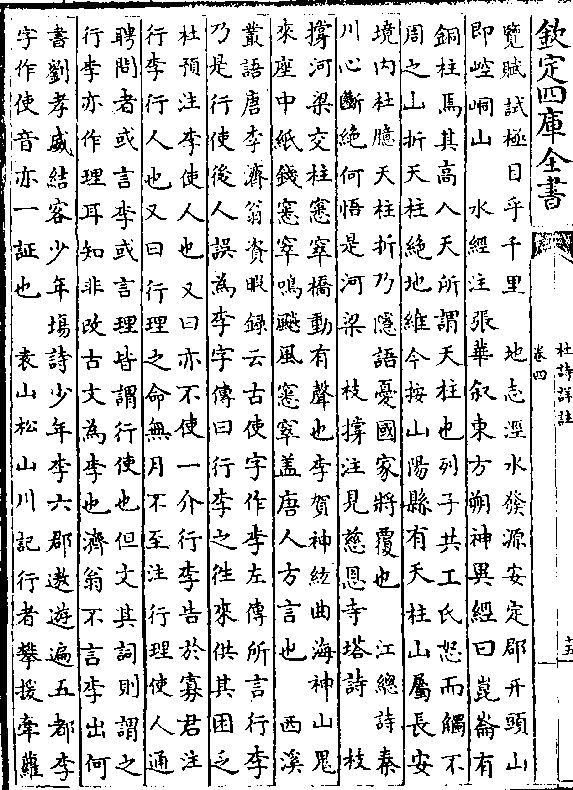 欽定四庫全書
杜詩詳註
卷四
十五
覽賦試極目乎千里　地志涇水發源安定郡幵頭山
即崆峒山　水經注張華叙東方朔神異經曰崑崙有
銅柱焉其高入天所謂天柱也列子共工氏怒而觸不
周之山折天柱絶地維今按山陽縣有天柱山屬長安
境内杜臆天柱折乃隱語憂國家將覆也　江總詩秦
川心斷絶何悟是河梁　枝撐注見慈恩寺塔詩　枝
撐河梁交柱窸窣橋動有聲也李賀神絃曲海神山鬼
來座中紙錢窸窣鳴飈風窸窣盖唐人方言也　西溪
叢語唐李濟翁資暇録云古使字作李左傳所言行李
乃是行使後人誤為李字傳曰行李之徃來供其困乏
杜預注李使人也又曰亦不使一介行李告於寡君注
行李行人也又曰行理之命無月不至注行理使人通
聘問者或言李或言理皆謂行使也但文其詞則謂之
行李亦作理耳知非改古文為李也濟翁不言李出何
書劉孝威結客少年塲詩少年李六郡遨遊遍五都李
字作使音亦一証也　袁山松山川記行者攀援牽蘿